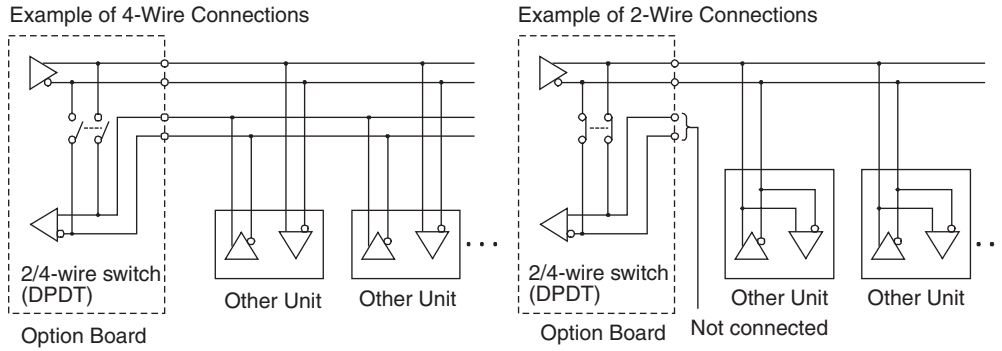 Example of 4-Wire Connections
2/4-wire switch
(DPDT)
Option Board
Other Unit
Other Unit
Example of 2-Wire Connections
2/4-wire switch
(DPDT)
Option Board
Not connected
Other Unit
Other Unit